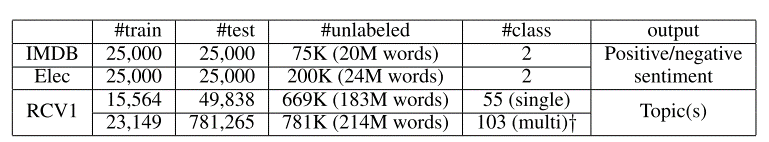 #train #test #unlabeled #class output
IMDB 25,000 25,000 75K (20M words) 2 Positive/negative
Elec 25,000 25,000 200K (24M words) 2 sentiment
RCV1 15,564 49,838 669K (183M words) 55 (single) Topic(s)
23,149 781,265 781K (214M words) 103 (multi)†